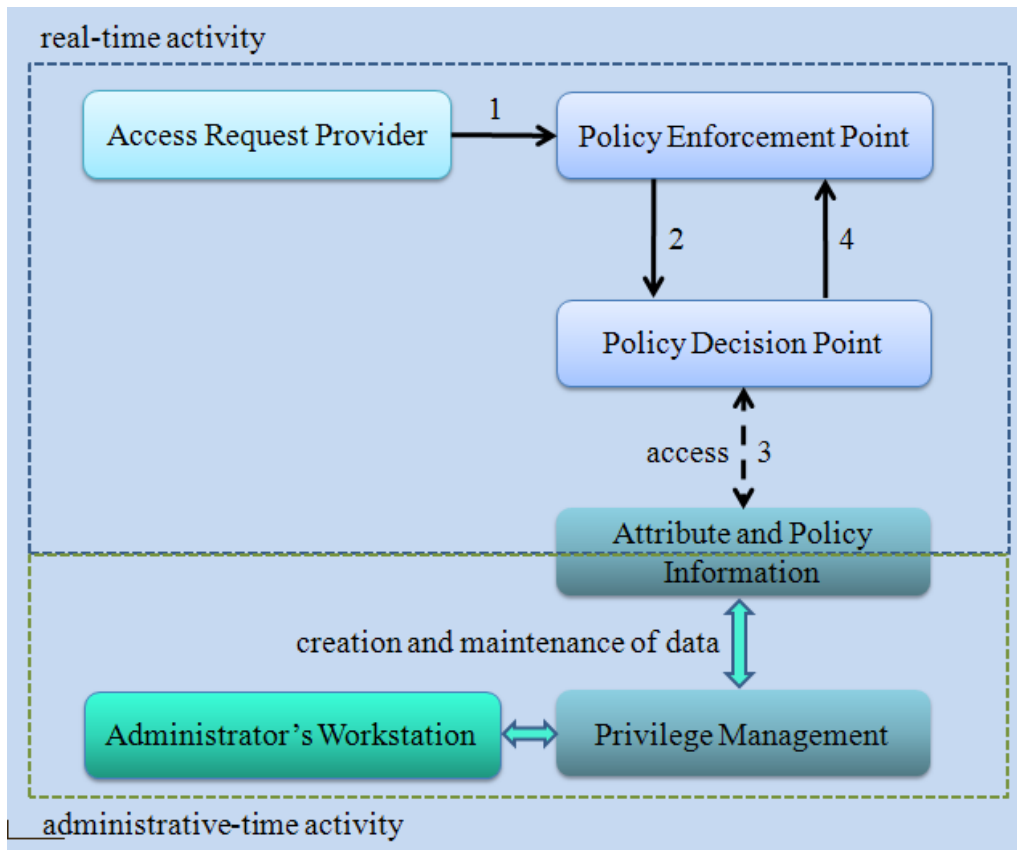 real-time activity
Access Request Provider
1
Policy Enforcement Point
2
4
Policy Decision Point
access
3
Attribute and Policy
Information
creation and maintenance of data
Administrator's Workstation
Privilege Management
administrative-time activity